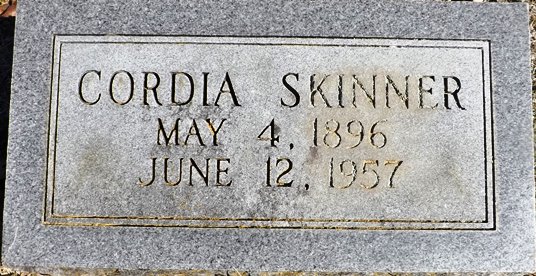 CORDIA SKINNER
MAY 4, 1896
JUNE 12, 1957